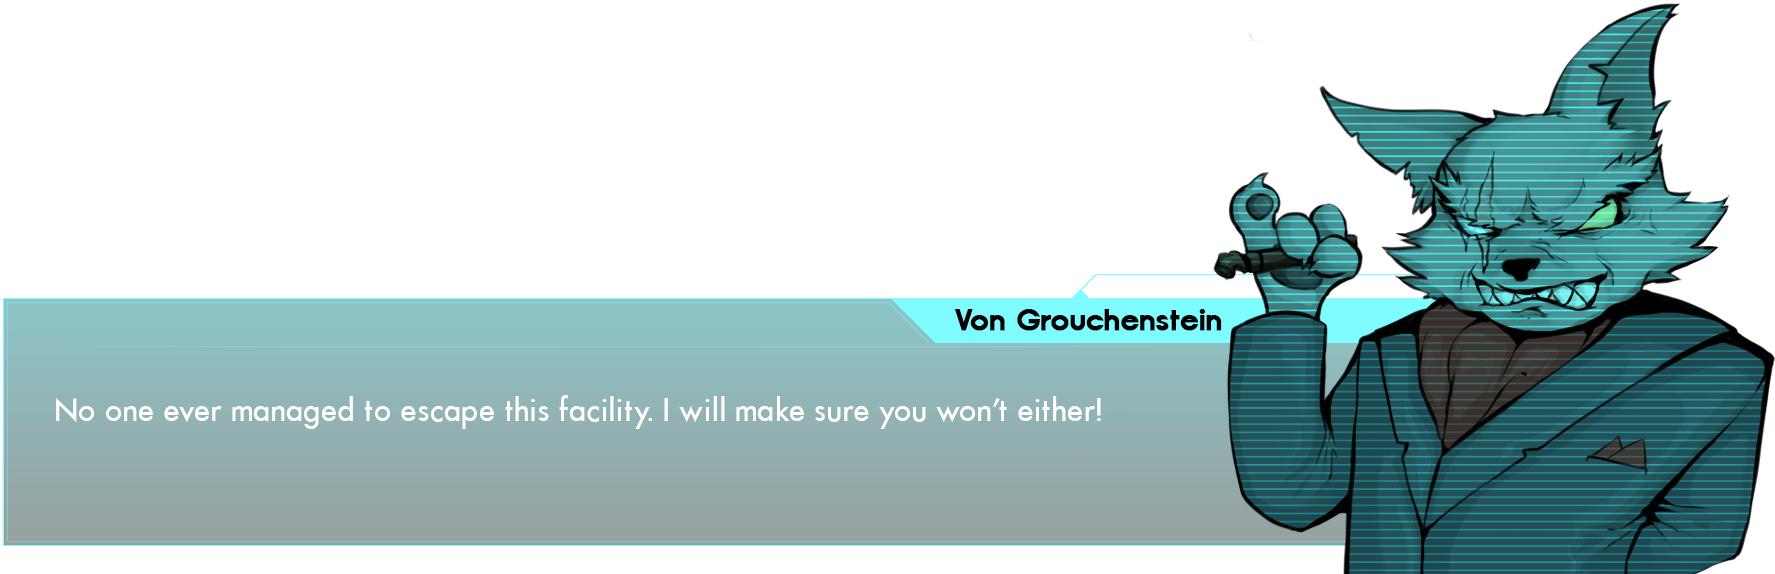 Von Grouchenstein
No one ever managed to escape this facility. I will make sure you won’t either!